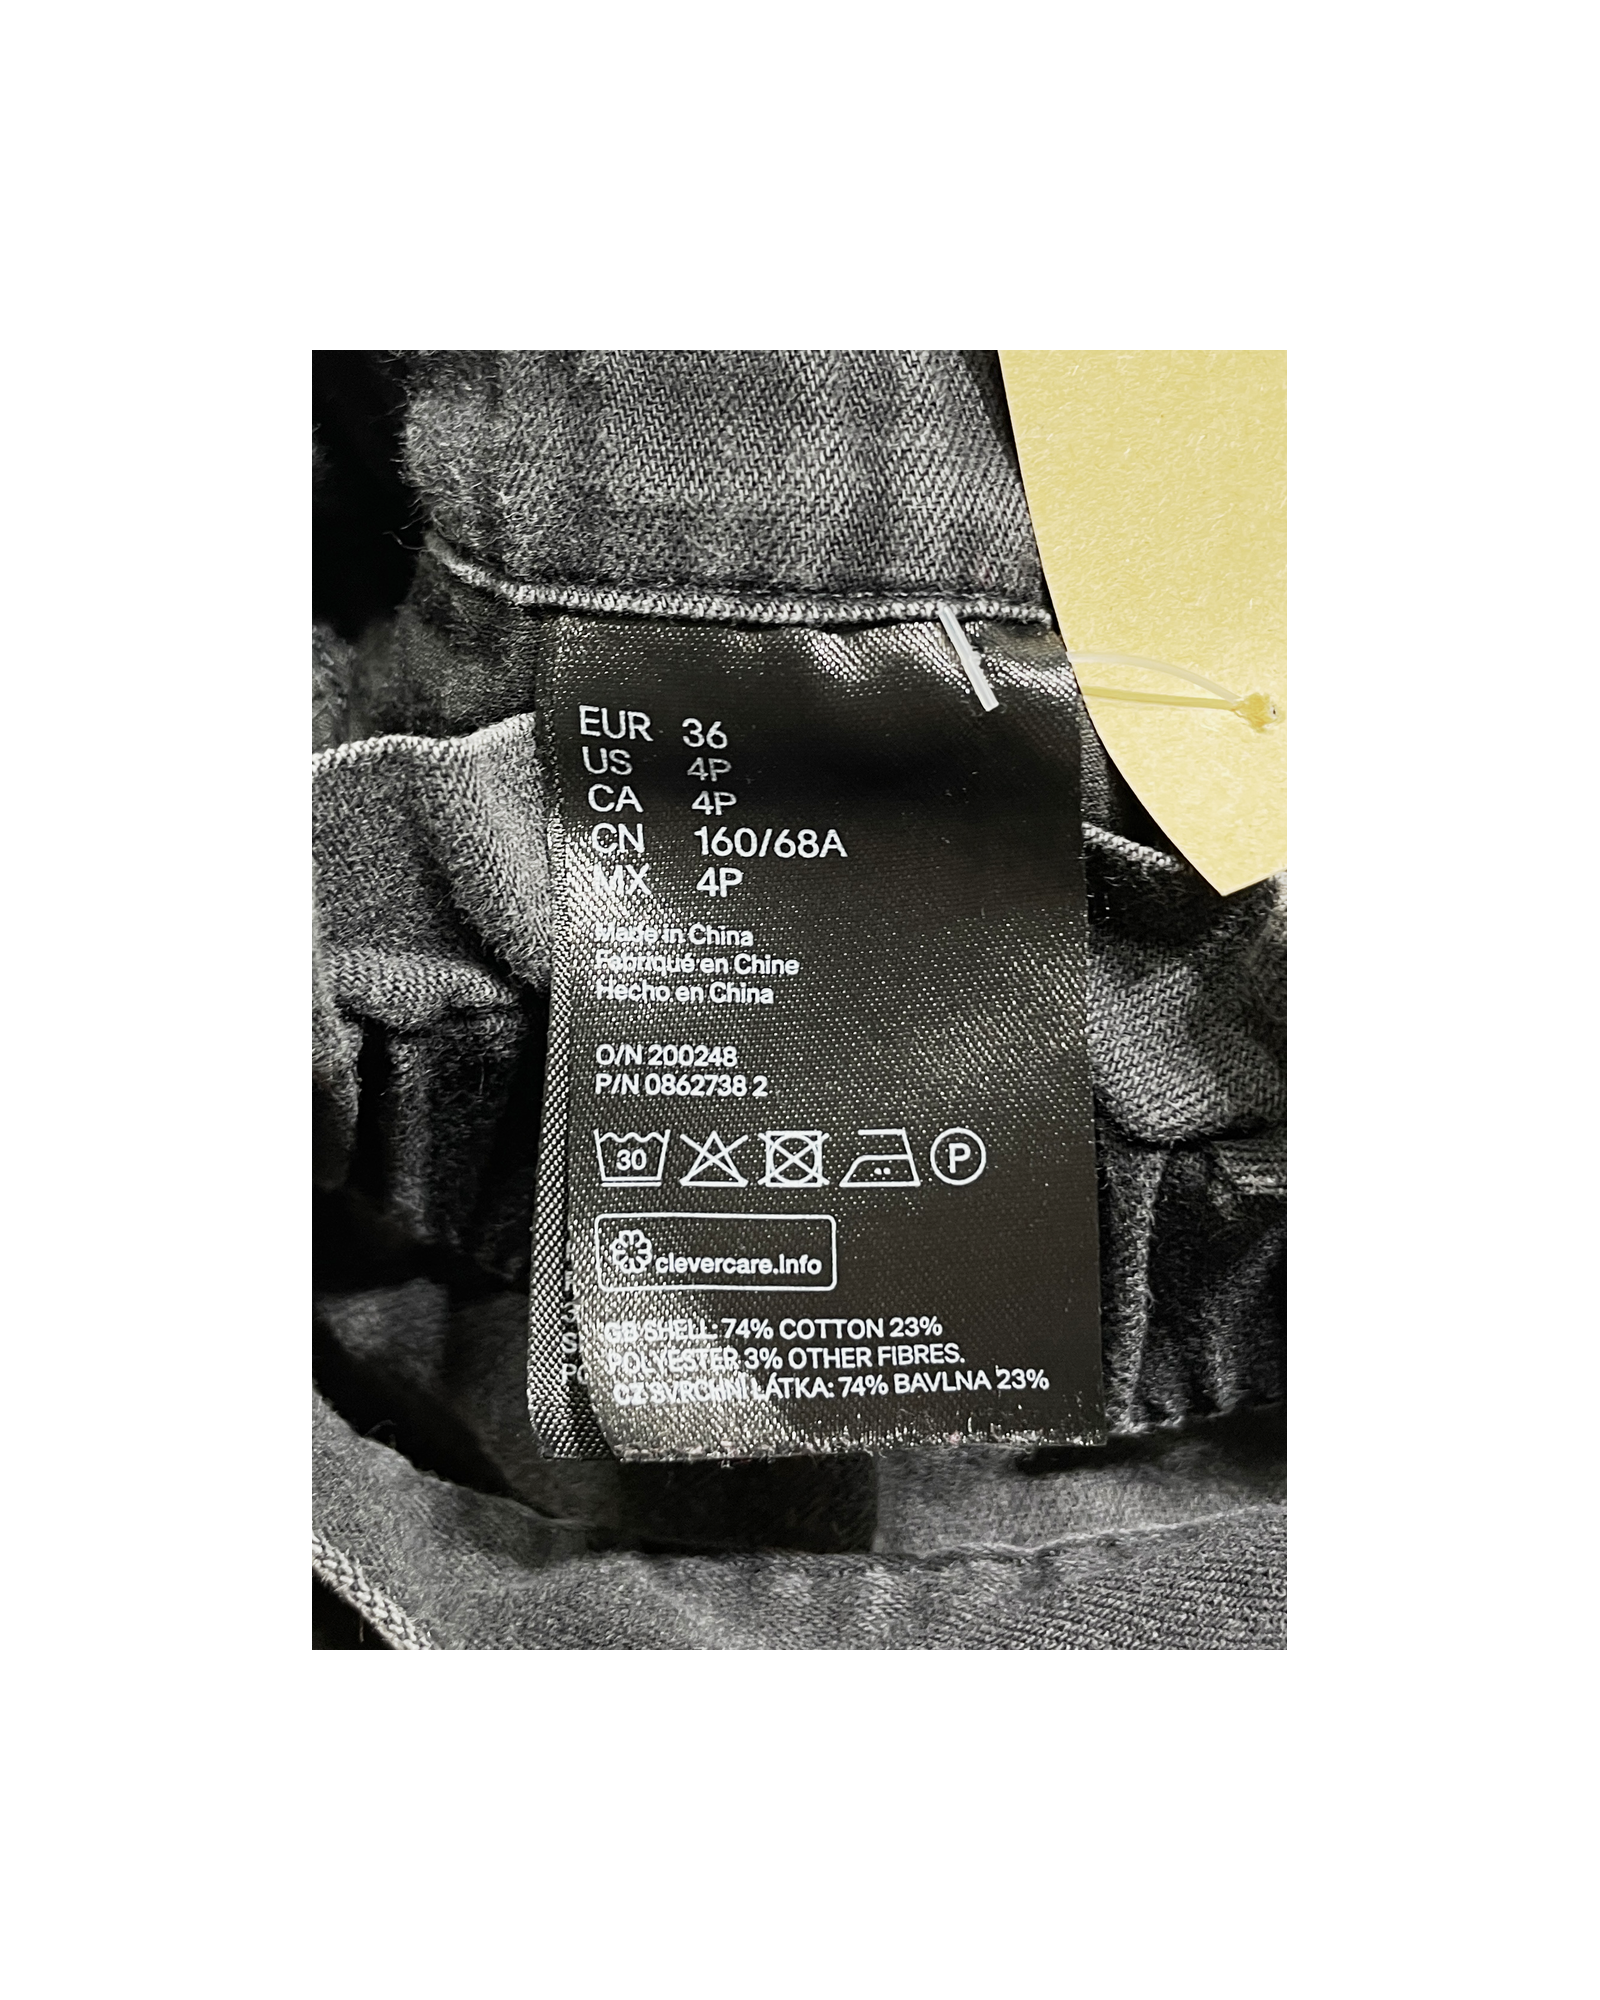 EUR 36
US 4P
CA 4P
CN 160/68A
MX 4P
Made in China
Fabriqué en Chine
Hecho en China
O/N 200248
P/N 0862738 2
30
P
clevercare.info
GB SHELL: 74% COTTON 23%
POLYESTER 3% OTHER FIBRES.
CZ SVRCHNÍ LÁTKA: 74% BAVLNA 23%